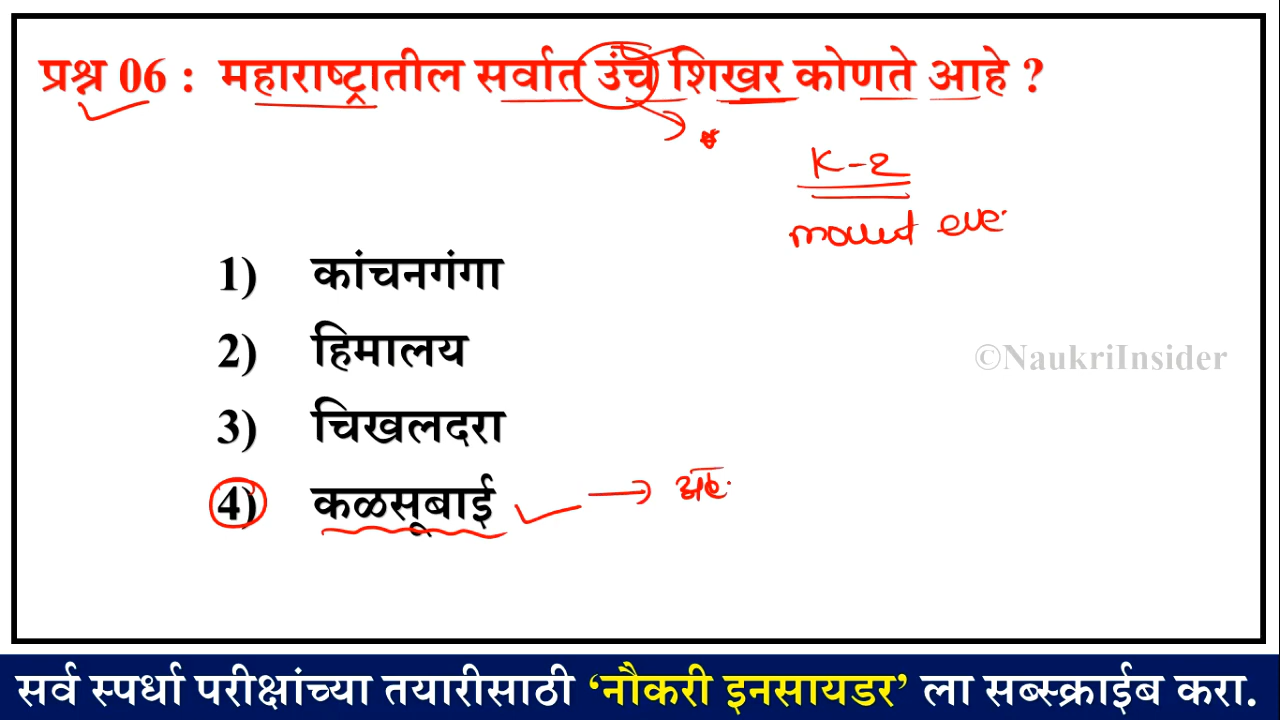 प्रश्न 06 : महाराष्ट्रातील सर्वात उंच शिखर कोणते आहे ?
K-2
mount eve.
1) कांचनगंगा
2) हिमालय
©NaukriInsider
3) चिखलदरा
4) कळसूबाई
सर्व स्पर्धा परीक्षांच्या तयारीसाठी ‘नौकरी इनसायडर’ ला सब्स्क्राईब करा.